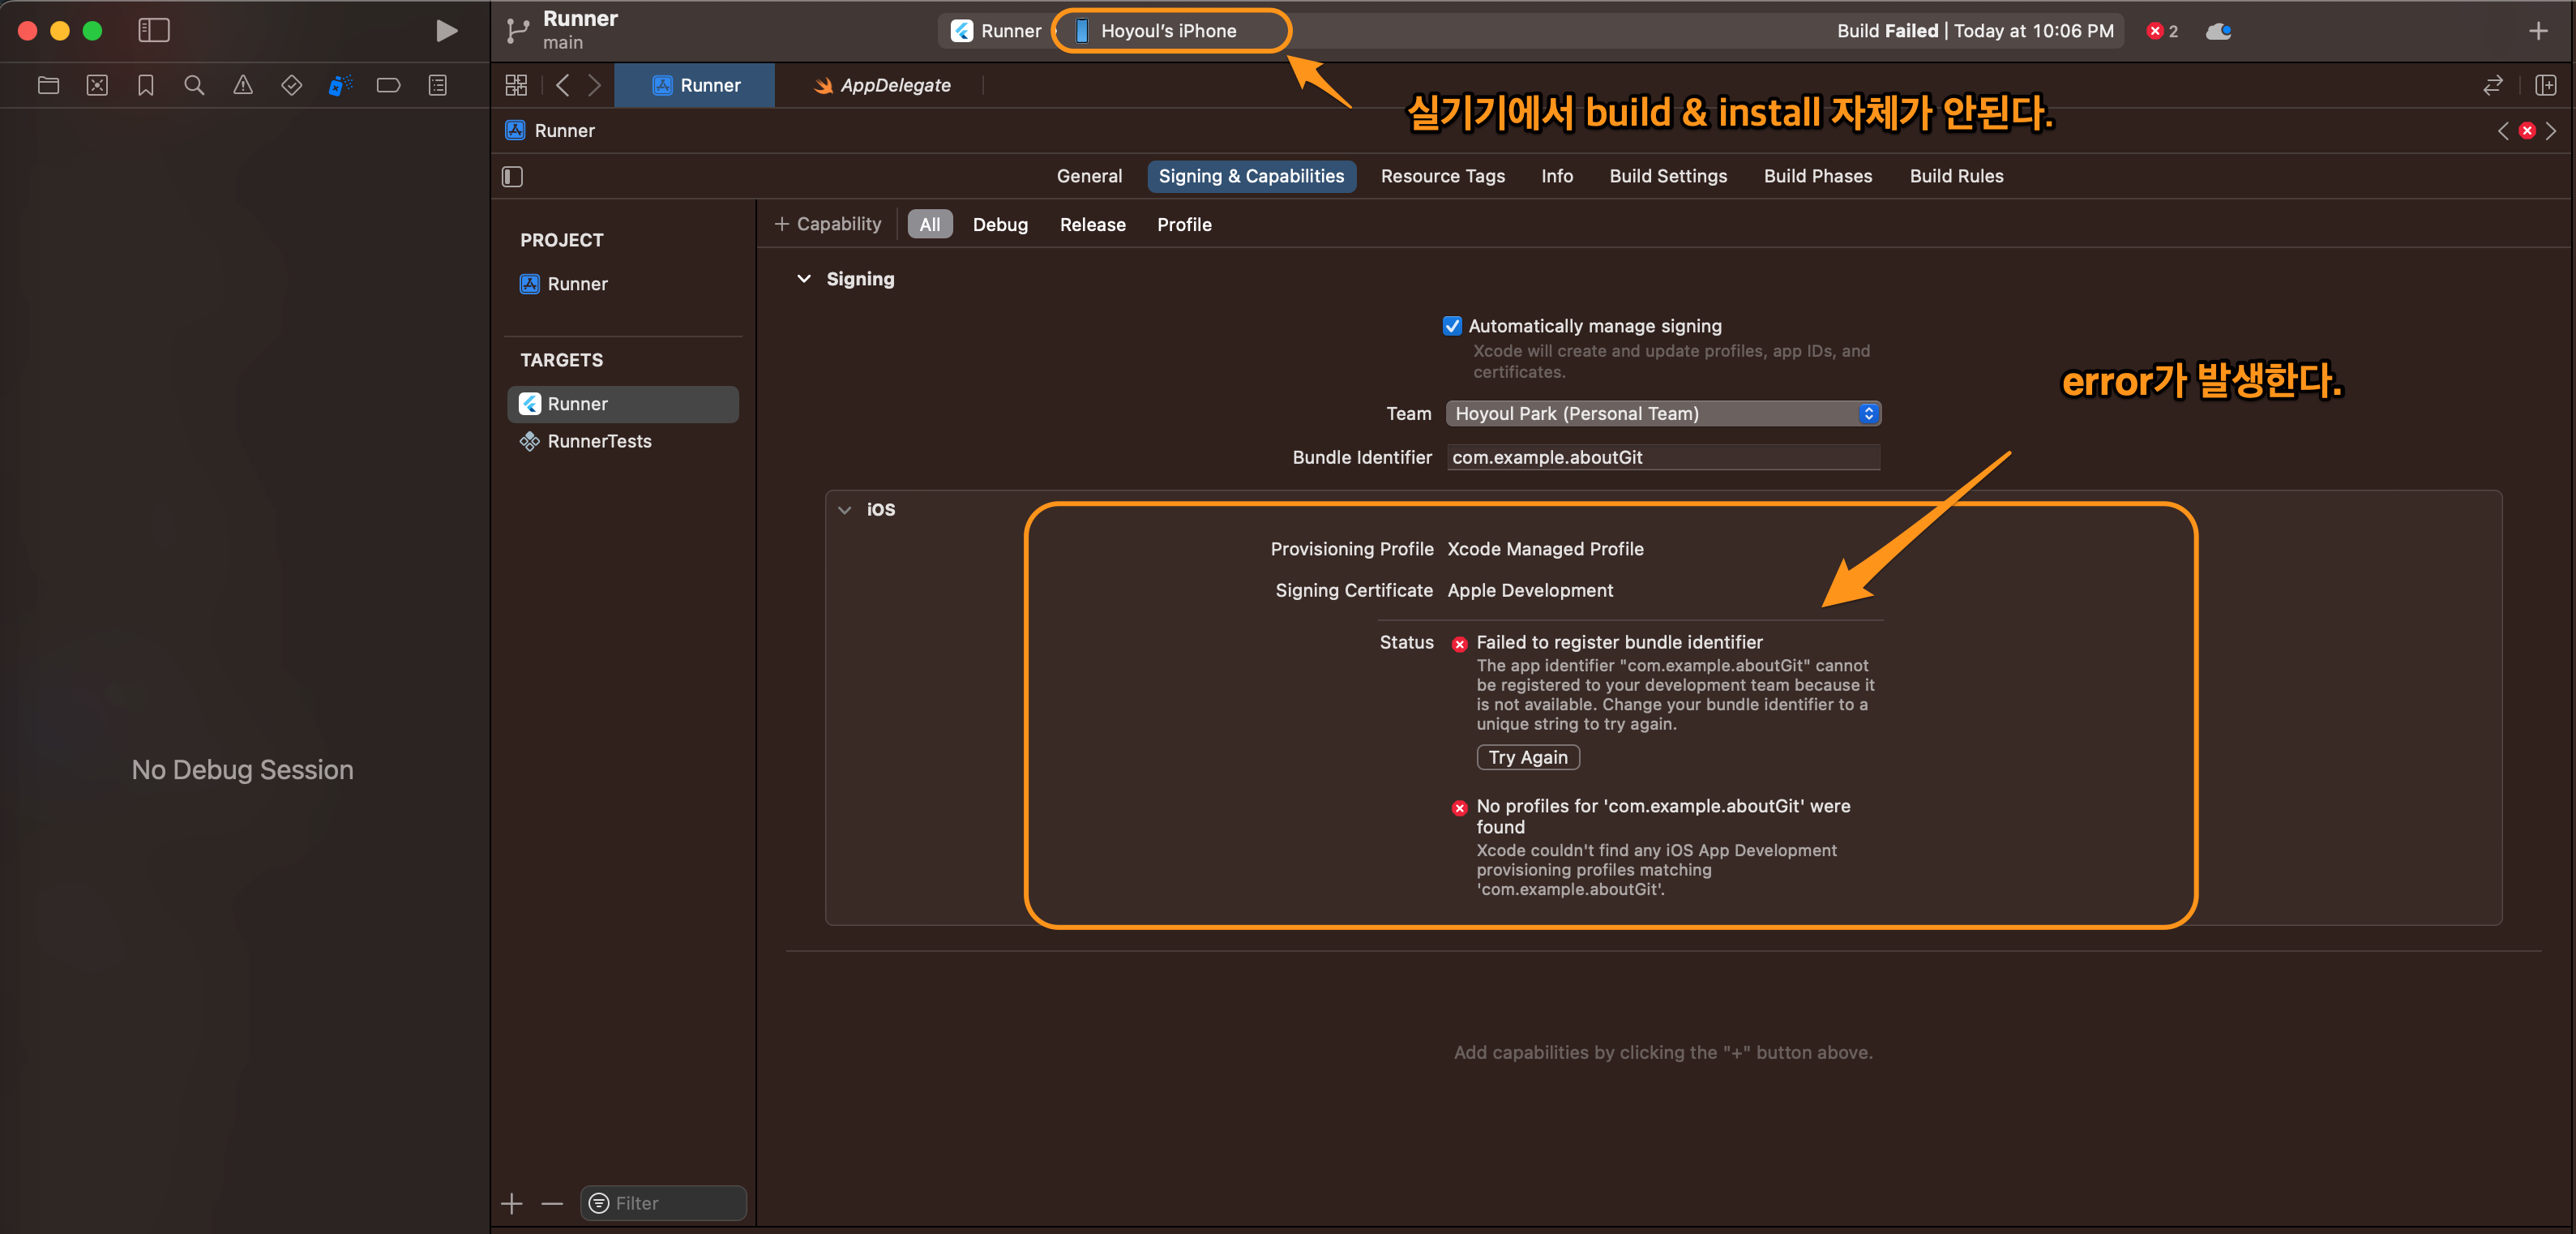 Runner
main
Runner
Hoyoul's iPhone
Build Failed | Today at 10:06 PM
2
Runner
AppDelegate
실기기에서 build & install 자체가 안된다.
Runner
General
Signing & Capabilities
Resource Tags
Info
Build Settings
Build Phases
Build Rules
PROJECT
Runner
TARGETS
Runner
RunnerTests
+ Capability
All
Debug
Release
Profile
Signing
Automatically manage signing
Xcode will create and update profiles, app IDs, and
certificates.
error가 발생한다.
Team
Hoyoul Park (Personal Team)
Bundle Identifier
com.example.aboutGit
iOS
Provisioning Profile
Xcode Managed Profile
Signing Certificate
Apple Development
Status
Failed to register bundle identifier
The app identifier "com.example.aboutGit" cannot
be registered to your development team because it
is not available. Change your bundle identifier to a
unique string to try again.
Try Again
No profiles for 'com.example.aboutGit' were
found
Xcode couldn't find any iOS App Development
provisioning profiles matching
'com.example.aboutGit'.
No Debug Session
Add capabilities by clicking the "+" button above.
Filter